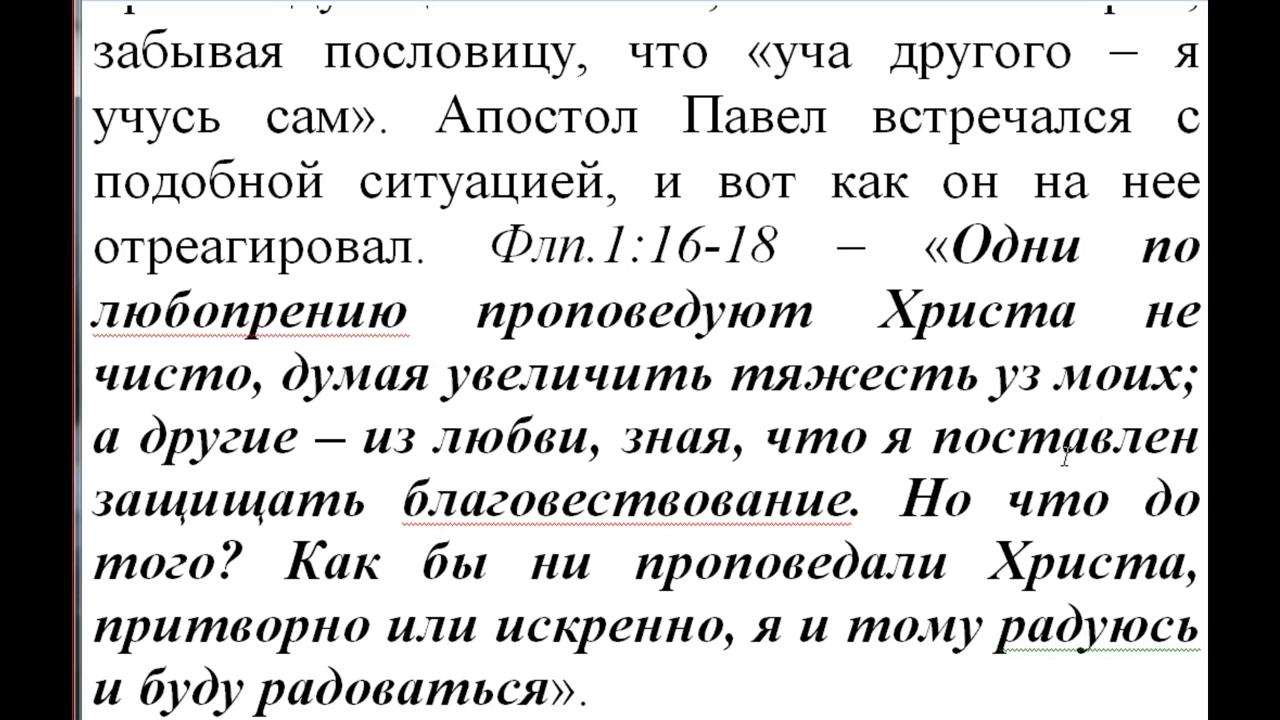 забывая пословицу, что «уча другого – я
учусь сам». Апостол Павел встречался с
подобной ситуацией, и вот как он на нее
отреагировал. Флп.1:16-18 – «Одни по
любопрению проповедуют Христа не
чисто, думая увеличить тяжесть уз моих;
а другие – из любви, зная, что я поставлен
защищать благовествование. Но что до
того? Как бы ни проповедали Христа,
притворно или искренно, я и тому радуюсь
и буду радоваться».